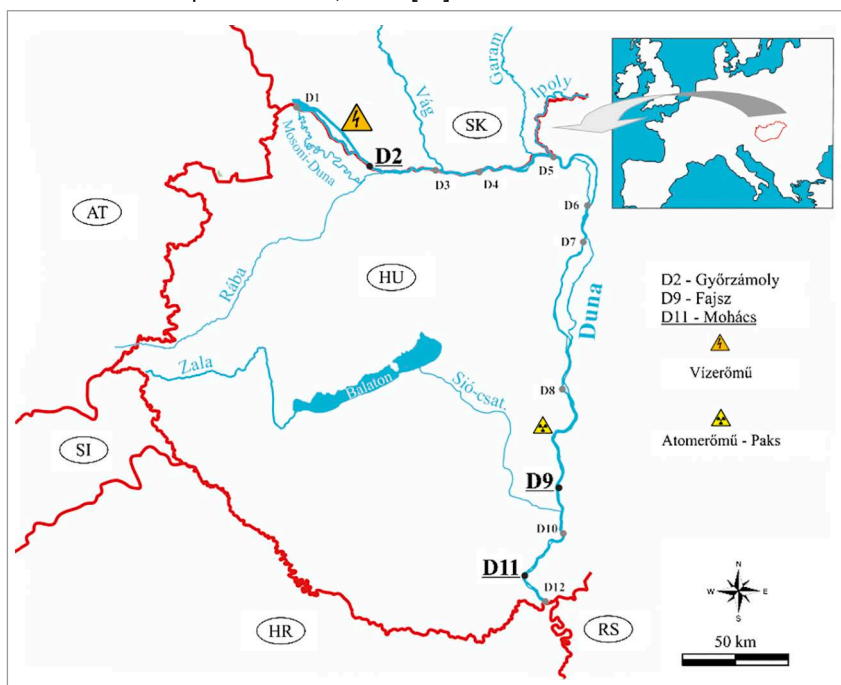 D1
Mosoni-Duna
D2
Vág
SK
Garam
Ipoly
D3
D4
D5
D6
D7
AT
Rába
HU
Duna
D2 - Győrzámoly
D9 - Fajsz
D11 - Mohács
Vízerőmű
Atomerőmű - Paks
Zala
Balaton
Sió-csat.
D8
SI
D9
D10
D11
D12
HR
RS
N
W
E
S
50 km